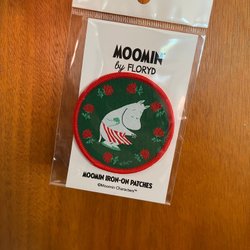 MOOMIN
by FLORYD
MOOMIN IRON-ON PATCHES
©Moomin Characters™